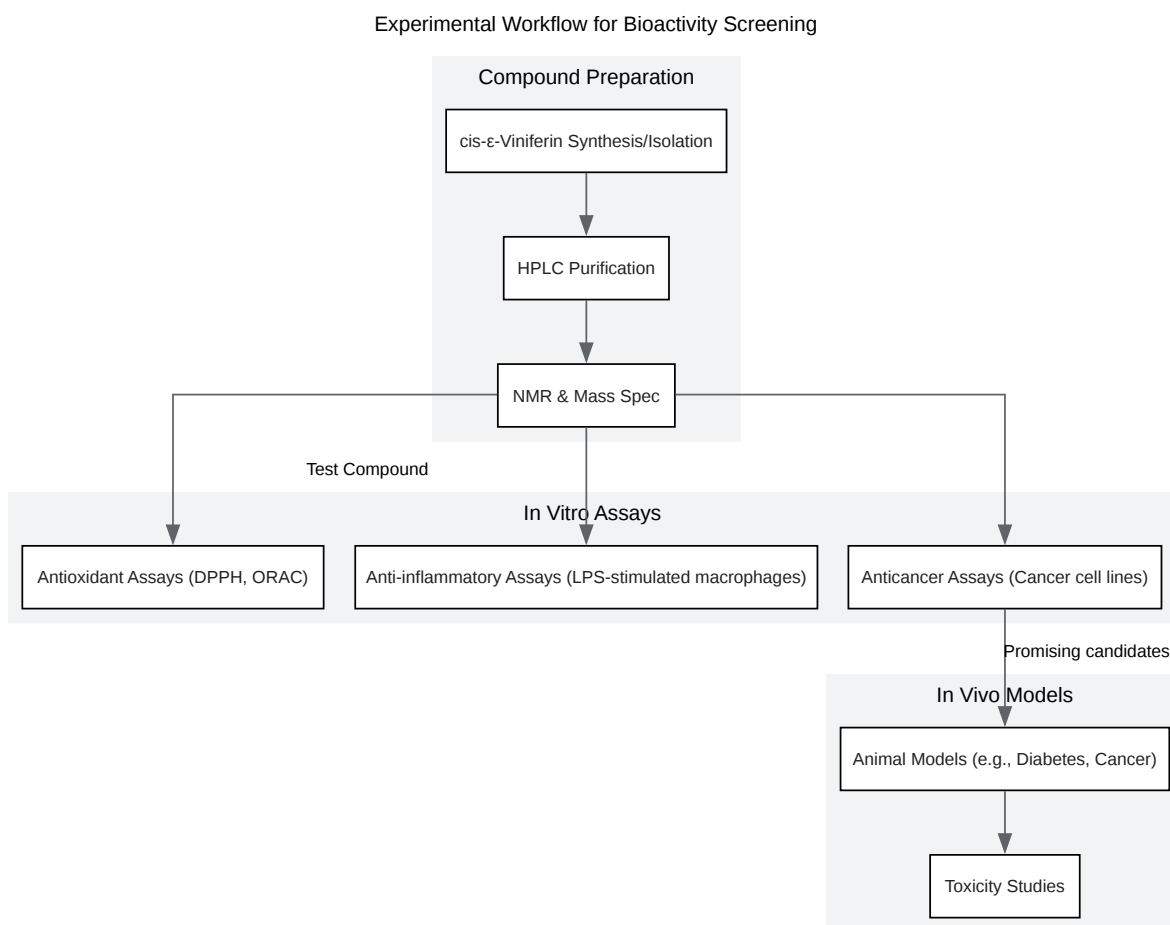 Experimental Workflow for Bioactivity Screening
Compound Preparation
cis-ε-Viniferin Synthesis/Isolation
HPLC Purification
NMR & Mass Spec
Test Compound
In Vitro Assays
Antioxidant Assays (DPPH, ORAC)
Anti-inflammatory Assays (LPS-stimulated macrophages)
Anticancer Assays (Cancer cell lines)
Promising candidates
In Vivo Models
Animal Models (e.g., Diabetes, Cancer)
Toxicity Studies